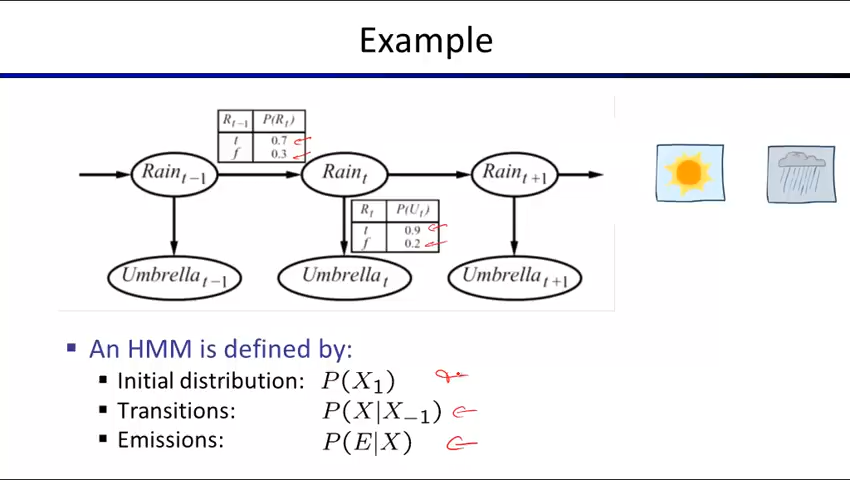 Example
R_{t-1} P(R_t)
t 0.7
f 0.3
Rain_{t-1} Rain_t Rain_{t+1}
R_t P(U_t)
t 0.9
f 0.2
Umbrella_{t-1} Umbrella_t Umbrella_{t+1}
▪ An HMM is defined by:
▪ Initial distribution: P(X_1)
▪ Transitions: P(X|X_{-1})
▪ Emissions: P(E|X)